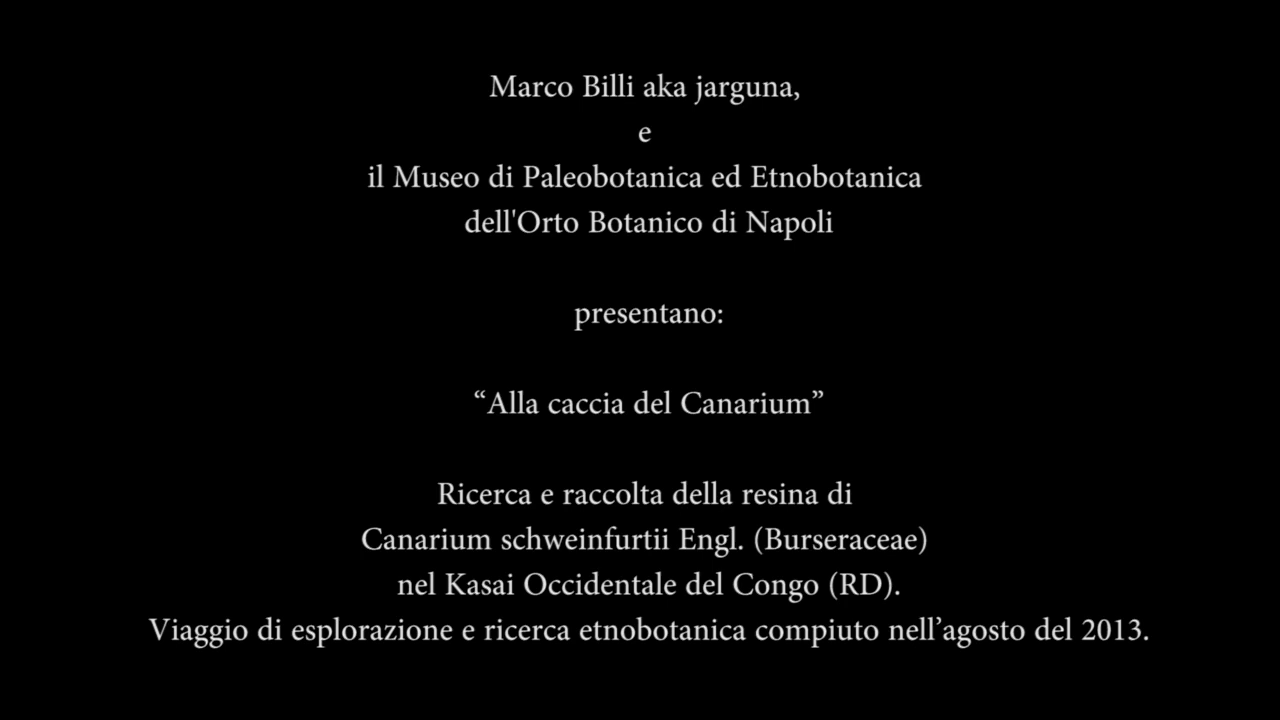 Marco Billi aka jarguna,
e
il Museo di Paleobotanica ed Etnobotanica
dell'Orto Botanico di Napoli
presentano:
“Alla caccia del Canarium”
Ricerca e raccolta della resina di
Canarium schweinfurtii Engl. (Burseraceae)
nel Kasai Occidentale del Congo (RD).
Viaggio di esplorazione e ricerca etnobotanica compiuto nell’agosto del 2013.